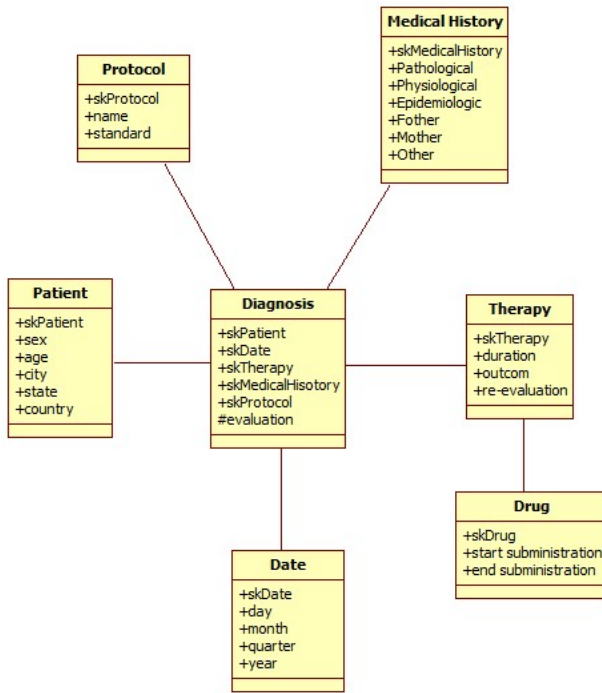 Medical History
+skMedicalHistory
+Pathological
+Physiological
+Epidemiologic
+Fother
+Mother
+Other
Protocol
+skProtocol
+name
+standard
Patient
+skPatient
+sex
+age
+city
+state
+country
Diagnosis
+skPatient
+skDate
+skTherapy
+skMedicalHisotory
+skProtocol
#evaluation
Therapy
+skTherapy
+duration
+outcom
+re-evaluation
Drug
+skDrug
+start subministration
+end subministration
Date
+skDate
+day
+month
+quarter
+year